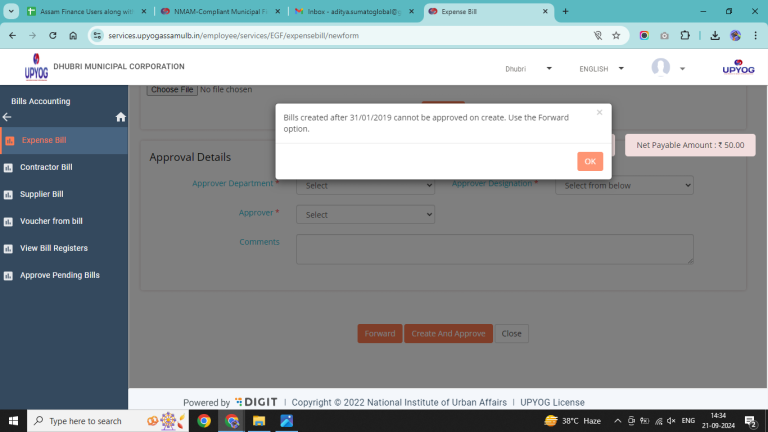 Assam Finance Users along with
NMAM-Compliant Municipal F
Inbox - aditya.sumatoglobal@g
Expense Bill
services.upyogassamulb.in/employee/services/EGF/expensebill/newform
UPYOG
DHUBRI MUNICIPAL CORPORATION
Dhubri
ENGLISH
UPYOG
Bills Accounting
Expense Bill
Contractor Bill
Supplier Bill
Voucher from bill
View Bill Registers
Approve Pending Bills
Choose File No file chosen
Bills created after 31/01/2019 cannot be approved on create. Use the Forward
option.
×
OK
Net Payable Amount : ₹ 50.00
Approval Details
Approver Department * Select Approver Designation * Select from below
Approver * Select
Comments
Forward Create And Approve Close
Powered by DIGIT | Copyright © 2022 National Institute of Urban Affairs | UPYOG License
Type here to search
38°C Haze
ENG
14:34
21-09-2024
2